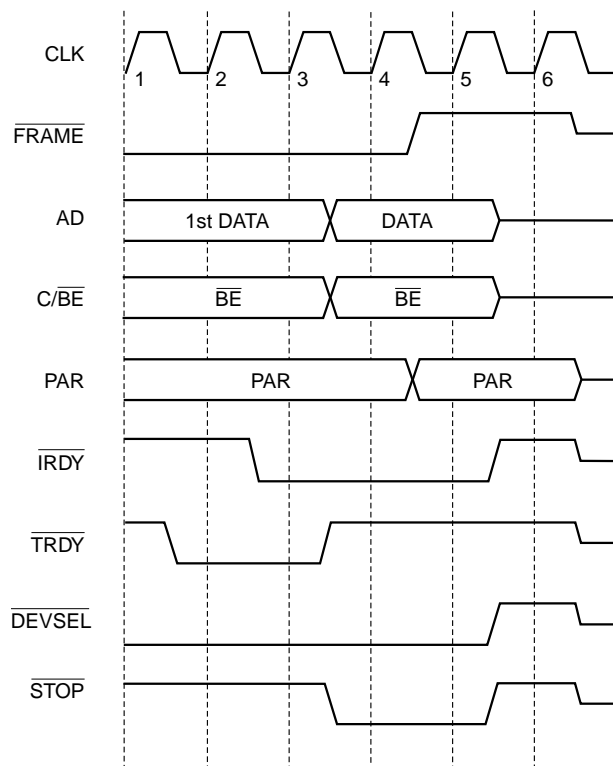 CLK
1 2 3 4 5 6
FRAME
AD 1st DATA DATA
C/BE BE BE
PAR PAR PAR
IRDY
TRDY
DEVSEL
STOP